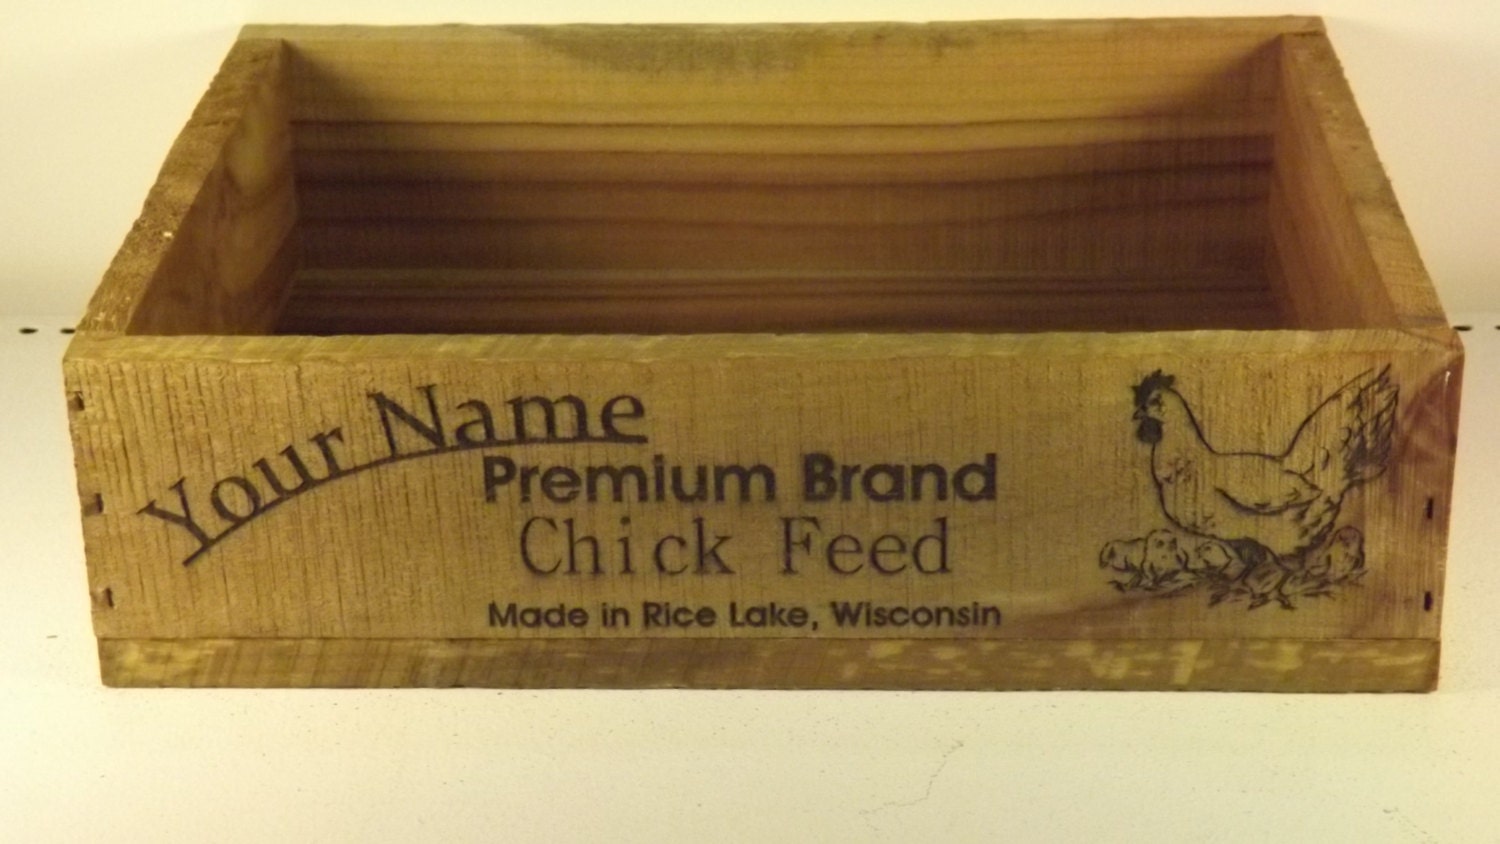 Your Name
Premium Brand
Chick Feed
Made in Rice Lake, Wisconsin